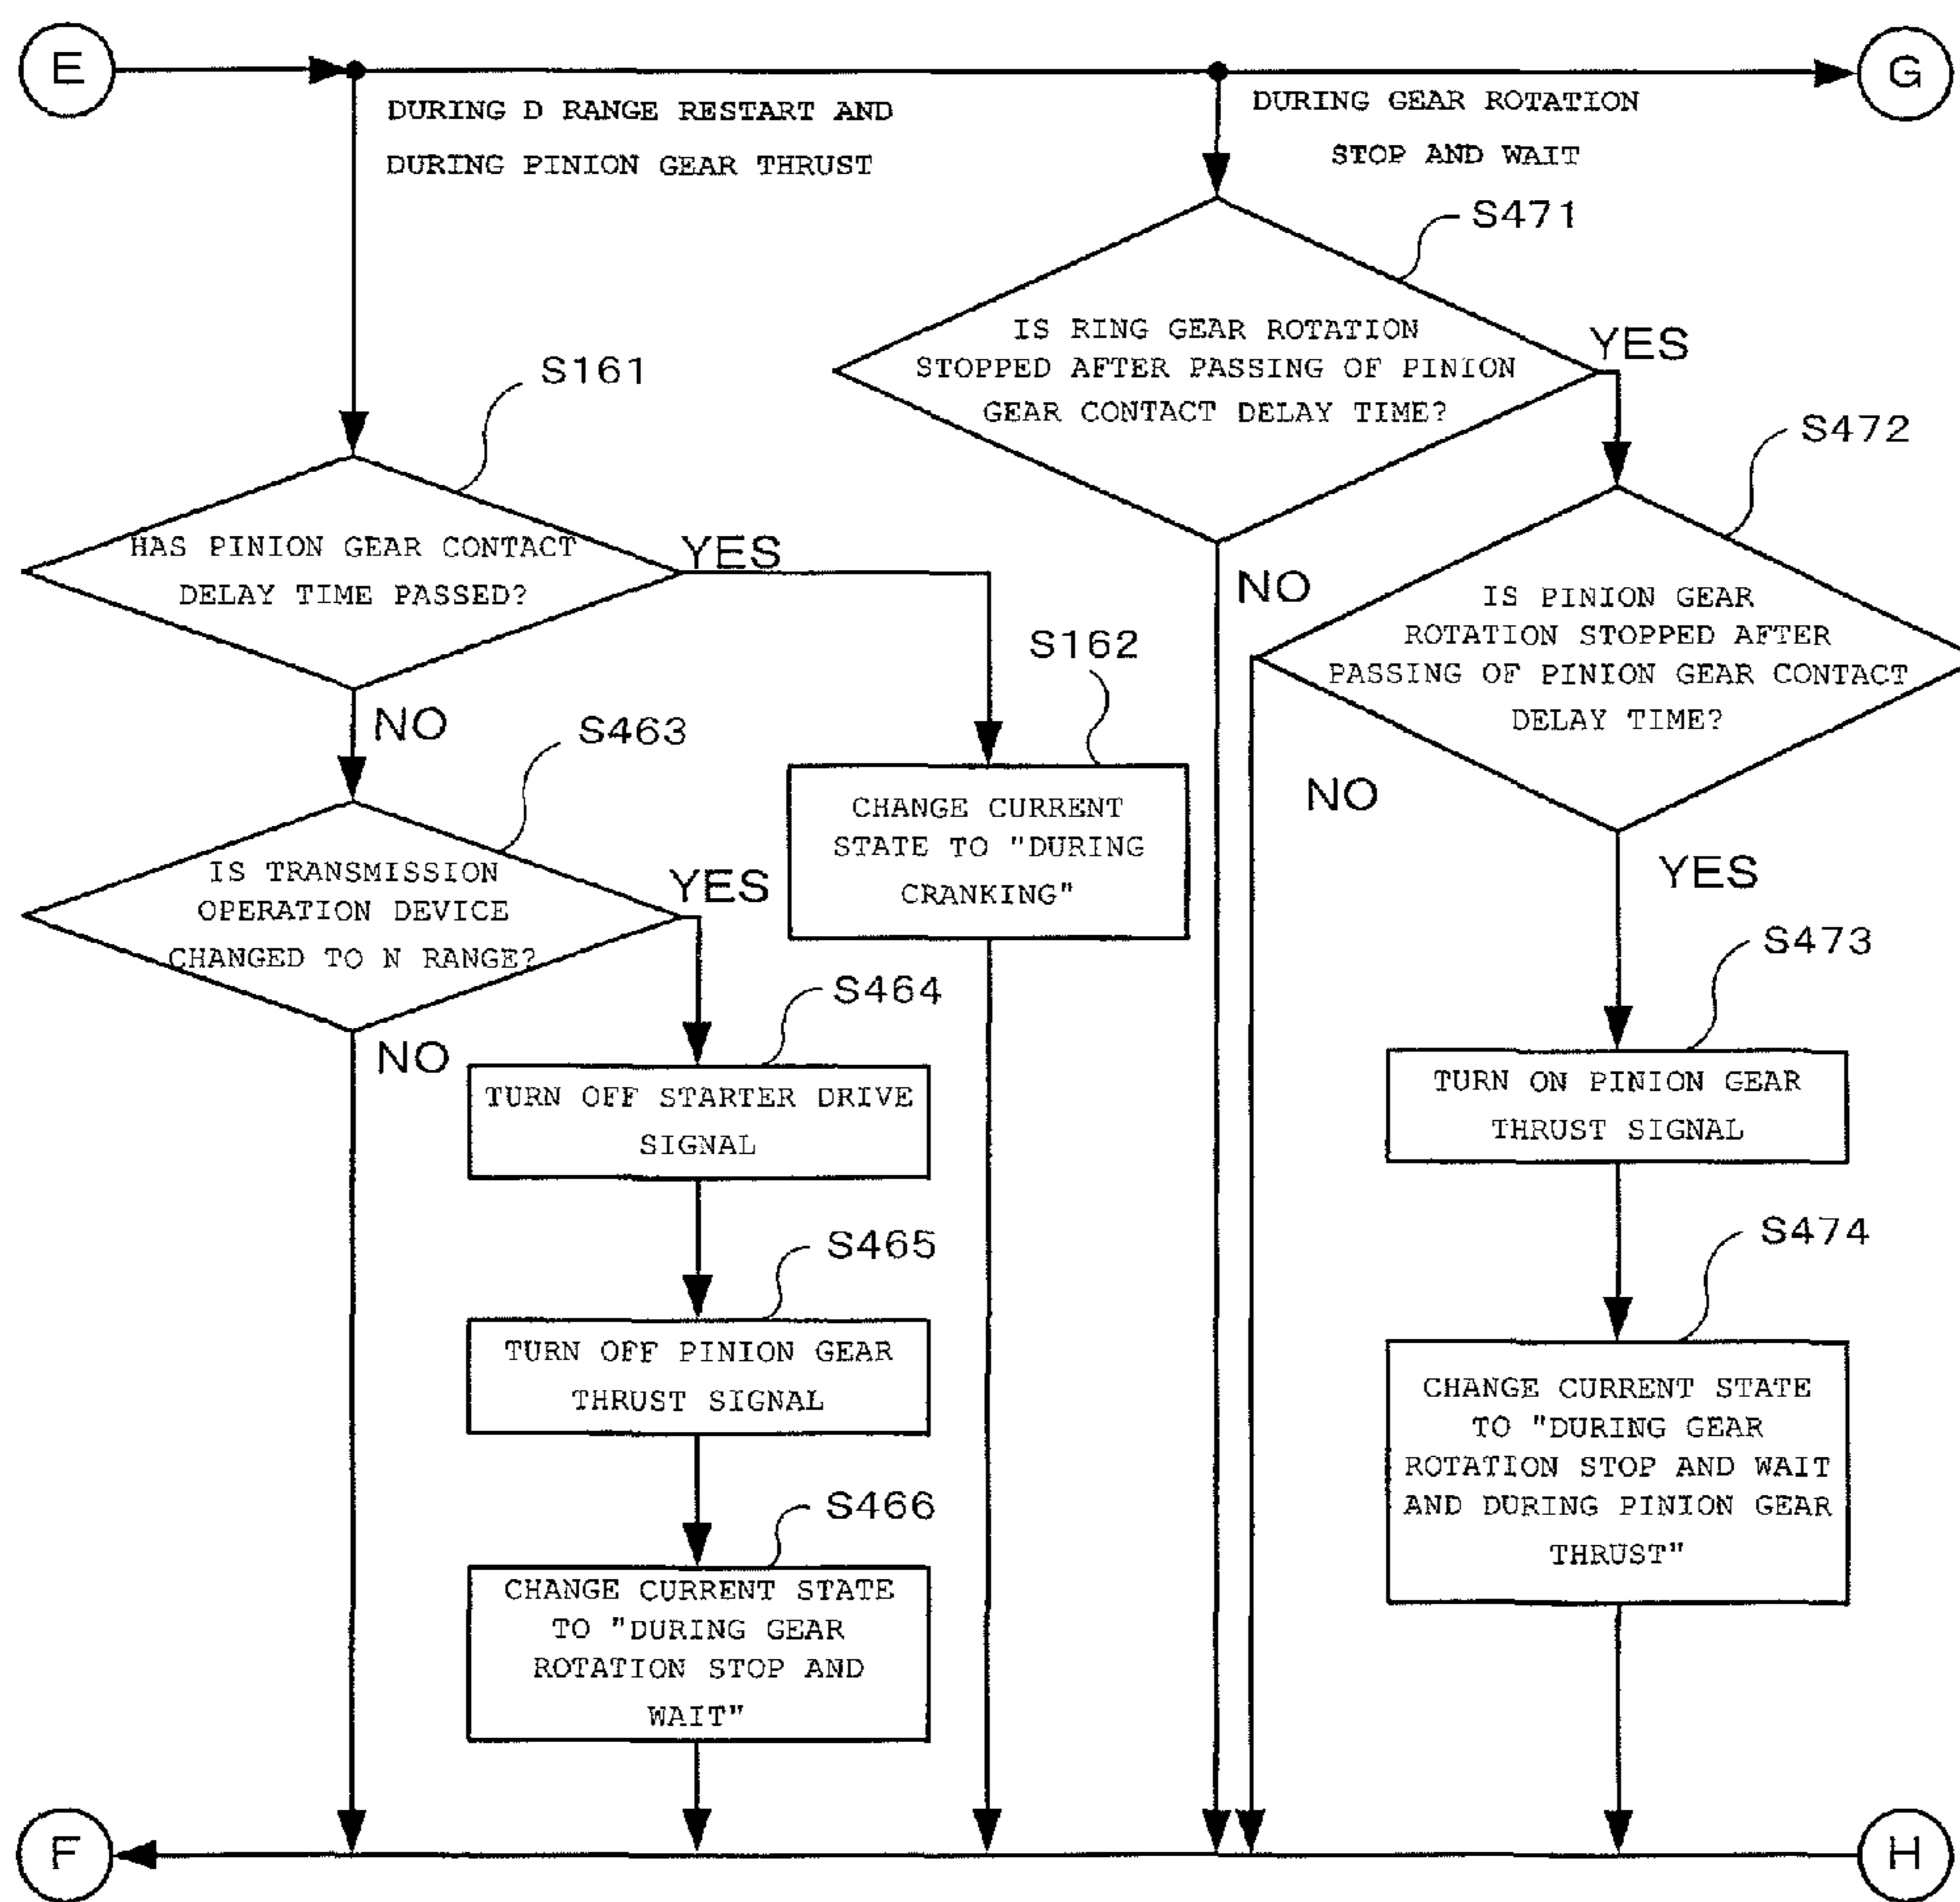 E
G
DURING D RANGE RESTART AND
DURING PINION GEAR THRUST
DURING GEAR ROTATION
STOP AND WAIT
S471
IS RING GEAR ROTATION
STOPPED AFTER PASSING OF PINION
GEAR CONTACT DELAY TIME?
YES
NO
S161
HAS PINION GEAR CONTACT
DELAY TIME PASSED?
YES
NO
S472
IS PINION GEAR
ROTATION STOPPED AFTER
PASSING OF PINION GEAR CONTACT
DELAY TIME?
NO
YES
S162
CHANGE CURRENT
STATE TO "DURING
CRANKING"
S463
IS TRANSMISSION
OPERATION DEVICE
CHANGED TO N RANGE?
YES
NO
S464
TURN OFF STARTER DRIVE
SIGNAL
S465
TURN OFF PINION GEAR
THRUST SIGNAL
S466
CHANGE CURRENT STATE
TO "DURING GEAR
ROTATION STOP AND
WAIT"
S473
TURN ON PINION GEAR
THRUST SIGNAL
S474
CHANGE CURRENT STATE
TO "DURING GEAR
ROTATION STOP AND WAIT
AND DURING PINION GEAR
THRUST"
F
H